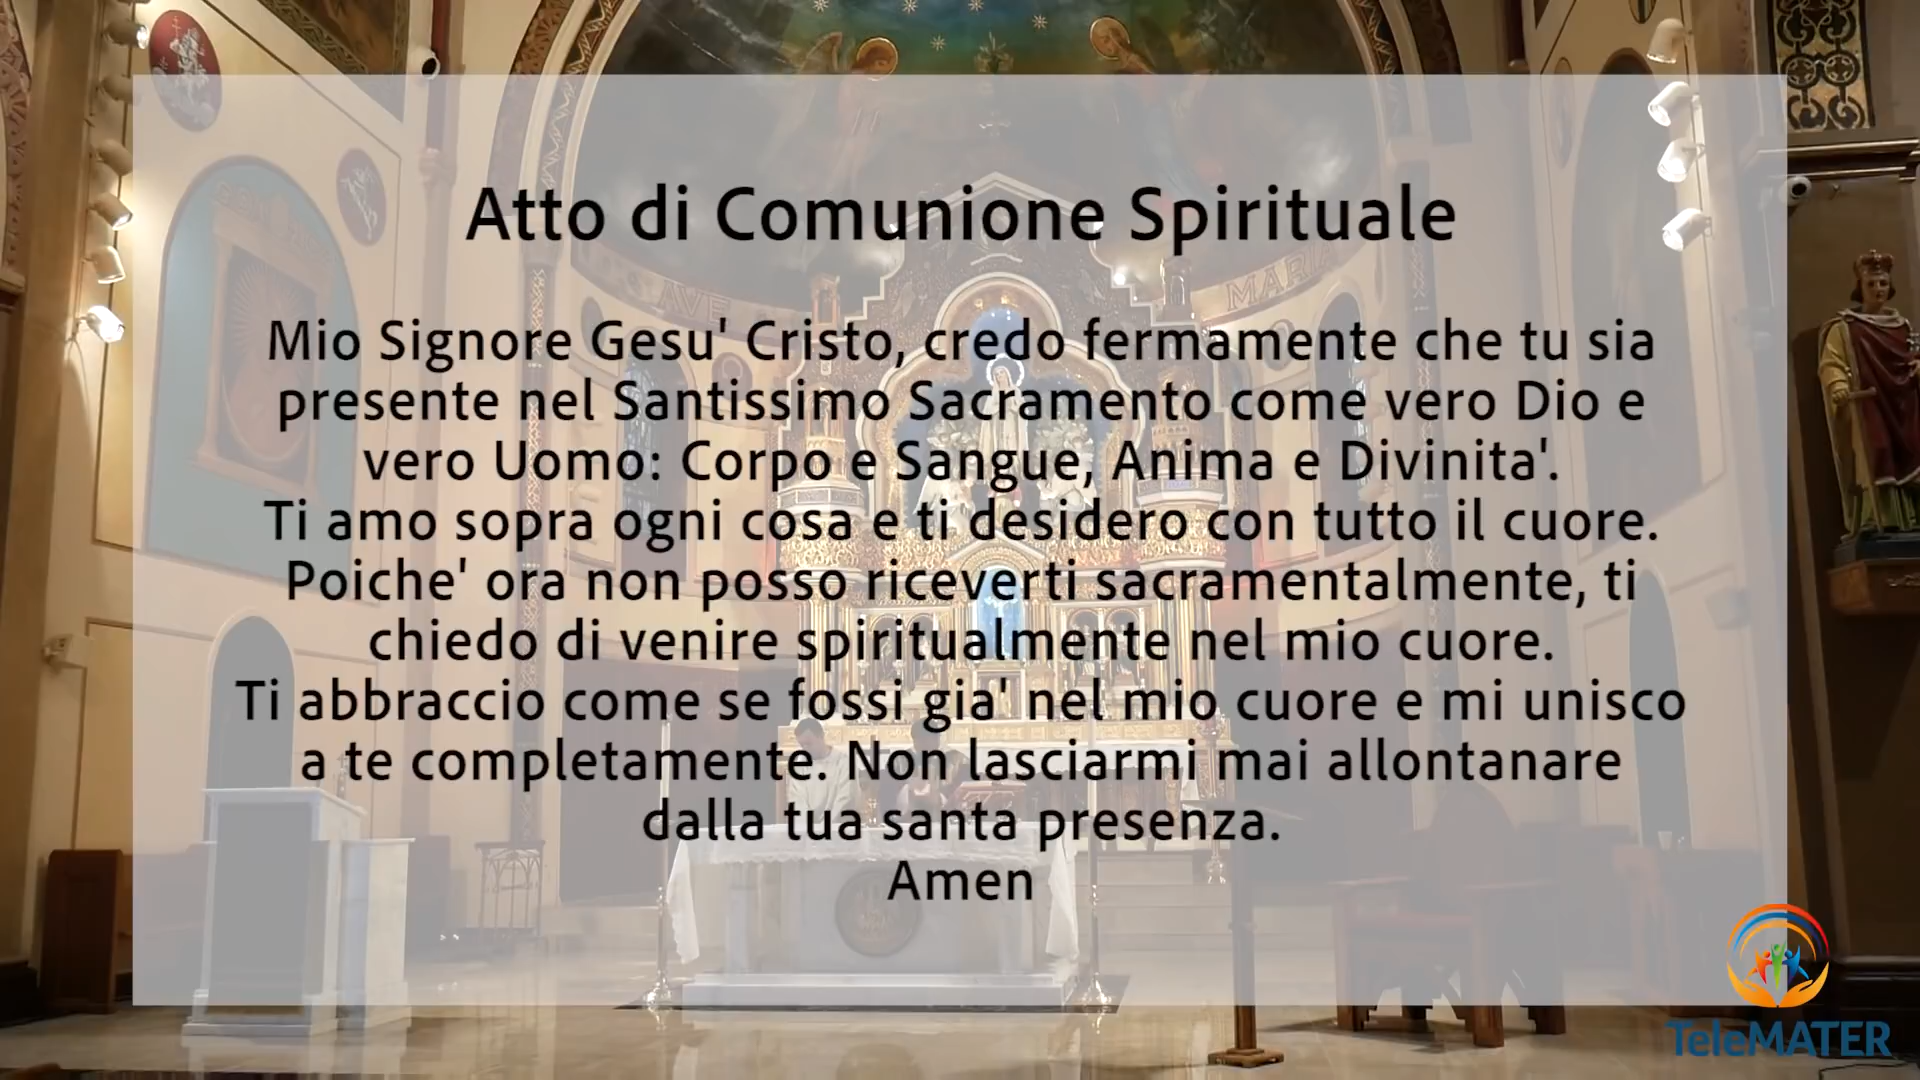 Atto di Comunione Spirituale
Mio Signore Gesu' Cristo, credo fermamente che tu sia
presente nel Santissimo Sacramento come vero Dio e
vero Uomo: Corpo e Sangue, Anima e Divinita'.
Ti amo sopra ogni cosa e ti desidero con tutto il cuore.
Poiche' ora non posso riceverti sacramentalmente, ti
chiedo di venire spiritualmente nel mio cuore.
Ti abbraccio come se fossi gia' nel mio cuore e mi unisco
a te completamente. Non lasciarmi mai allontanare
dalla tua santa presenza.
Amen
AVE MARIA
TeleMATER